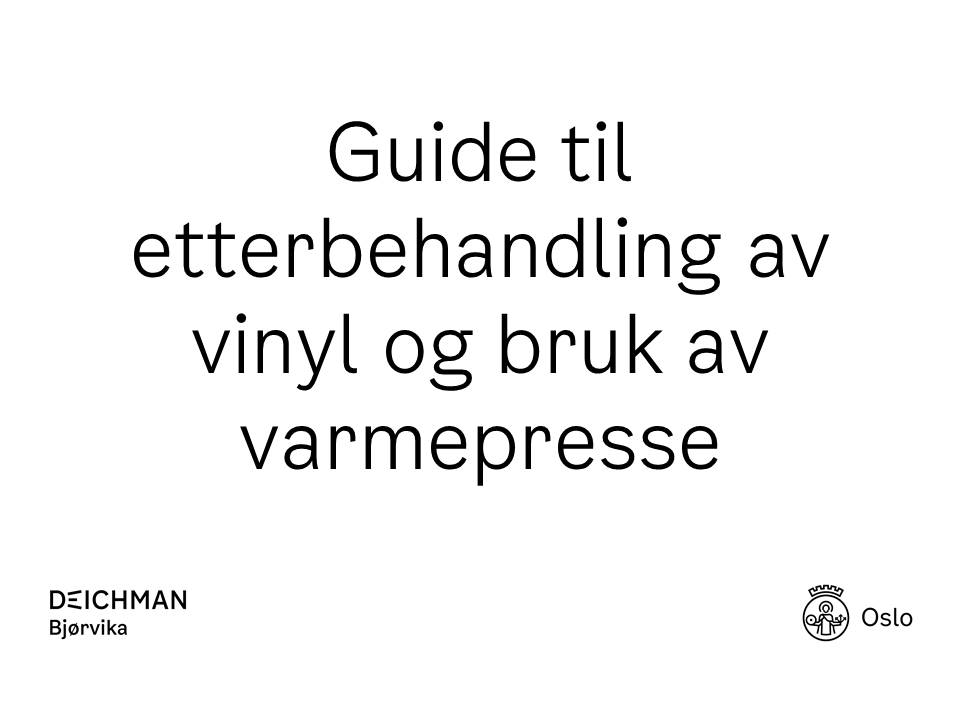 Guide til
etterbehandling av
vinyl og bruk av
varmepresse
DEICHMAN
Bjørvika
Oslo